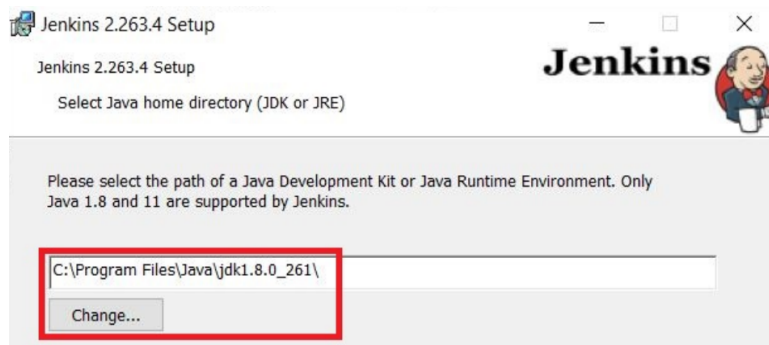 Jenkins 2.263.4 Setup
Jenkins 2.263.4 Setup
Jenkins
Select Java home directory (JDK or JRE)
Please select the path of a Java Development Kit or Java Runtime Environment. Only
Java 1.8 and 11 are supported by Jenkins.
C:\Program Files\Java\jdk1.8.0_261\
Change...